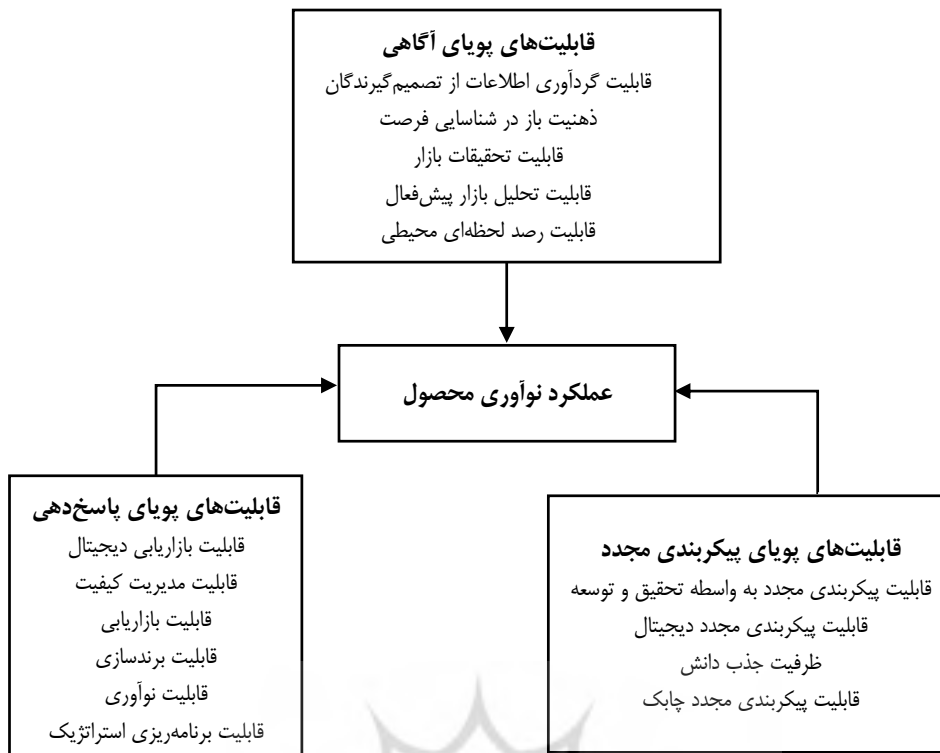 قابلیت‌های پویای آگاهی
قابلیت گردآوری اطلاعات از تصمیم‌گیرندگان
ذهنیت باز در شناسایی فرصت
قابلیت تحقیقات بازار
قابلیت تحلیل بازار پیش‌فعال
قابلیت رصد لحظه‌ای محیطی
عملکرد نوآوری محصول
قابلیت‌های پویای پیکربندی مجدد
قابلیت پیکربندی مجدد به واسطه تحقیق و توسعه
قابلیت پیکربندی مجدد دیجیتال
ظرفیت جذب دانش
قابلیت پیکربندی مجدد چابک
قابلیت‌های پویای پاسخ‌دهی
قابلیت بازاریابی دیجیتال
قابلیت مدیریت کیفیت
قابلیت بازاریابی
قابلیت برندسازی
قابلیت نوآوری
قابلیت برنامه‌ریزی استراتژیک